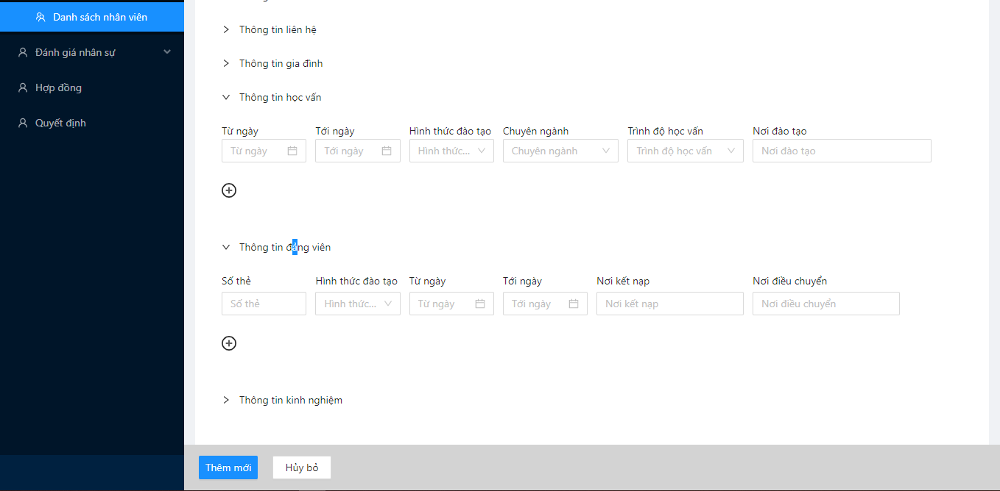 Danh sách nhân viên
Đánh giá nhân sự
Hợp đồng
Quyết định
Thông tin liên hệ
Thông tin gia đình
Thông tin học vấn
Từ ngày Tới ngày Hình thức đào tạo Chuyên ngành Trình độ học vấn Nơi đào tạo
Từ ngày Tới ngày Hình thức... Chuyên ngành Trình độ học vấn Nơi đào tạo
Thông tin đảng viên
Số thẻ Hình thức đào tạo Từ ngày Tới ngày Nơi kết nạp Nơi điều chuyển
Số thẻ Hình thức... Từ ngày Tới ngày Nơi kết nạp Nơi điều chuyển
Thông tin kinh nghiệm
Thêm mới Hủy bỏ